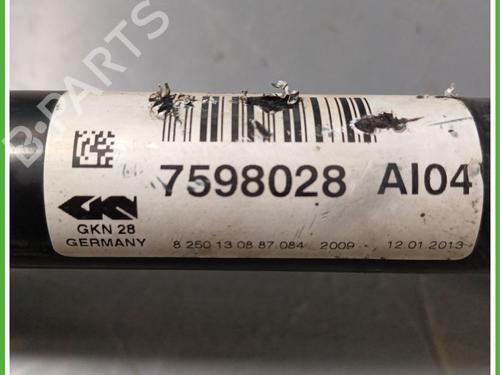 B-PARTS
7598028 AI04
GKN 28
GERMANY
8 250 13 08 87.084 2009 12.01.2013